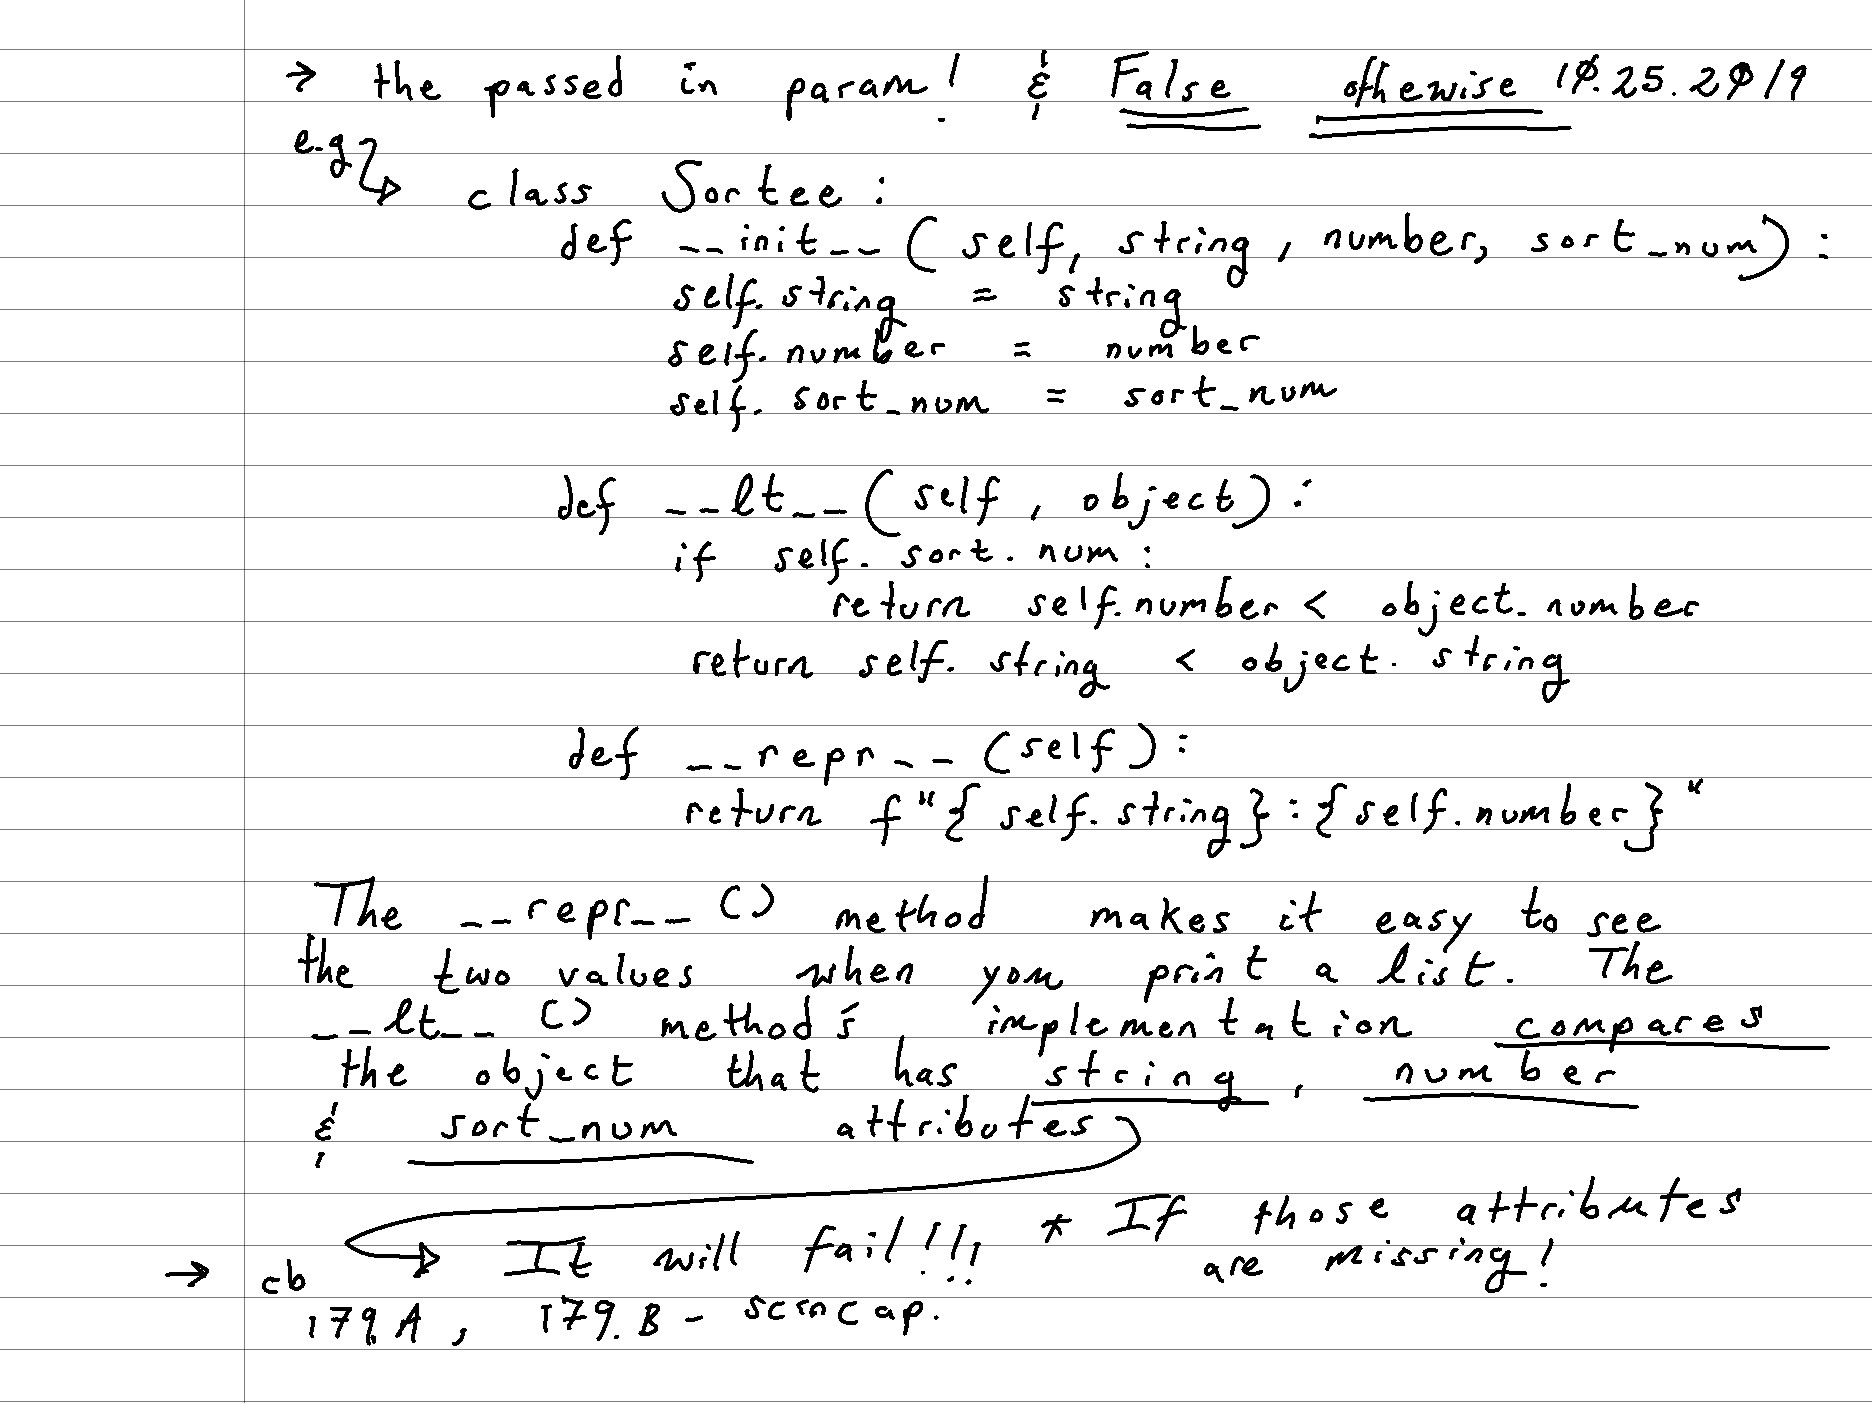 → the passed in param! & False othewise 10.25.2019
e.g
class Sortee:
def __init__(self, string, number, sort_num):
self.string = string
self.number = number
self.sort_num = sort_num
def __lt__(self, object):
if self.sort.num:
return self.number < object.number
return self.string < object.string
def __repr__(self):
return f"{self.string}:{self.number}"
The __repr__() method makes it easy to see
the two values when you print a list. The
__lt__() method's implementation compares
the object that has string, number
& sort_num attributes
It will fail!!! * If those attributes
are missing!
→ cb
179.A, 179.B - scrncap.